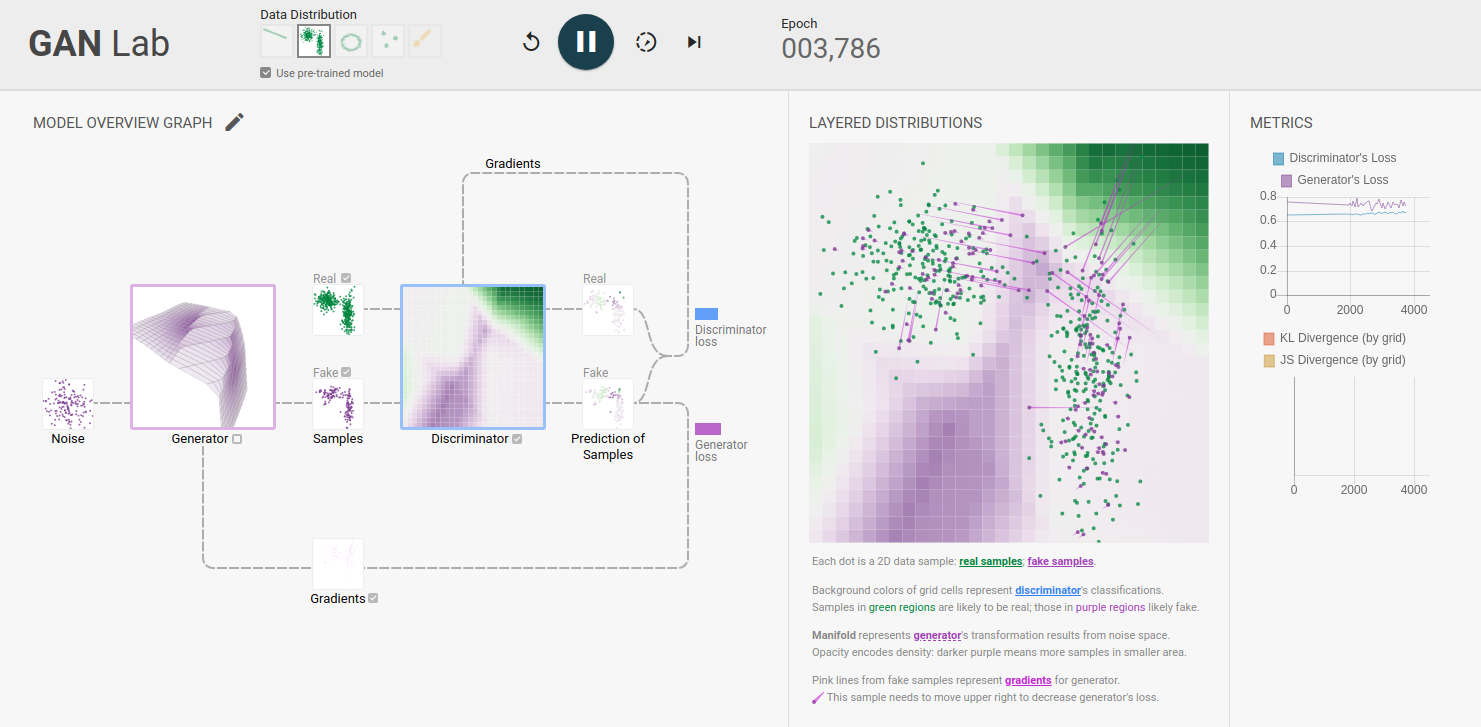 GAN Lab
Data Distribution
Use pre-trained model
Epoch
003,786
MODEL OVERVIEW GRAPH
Gradients
Real
Fake
Noise
Generator
Samples
Discriminator
Real
Fake
Prediction of
Samples
Discriminator
loss
Generator
loss
Gradients
LAYERED DISTRIBUTIONS
Each dot is a 2D data sample: real samples; fake samples.
Background colors of grid cells represent discriminator's classifications.
Samples in green regions are likely to be real; those in purple regions likely fake.
Manifold represents generator's transformation results from noise space.
Opacity encodes density: darker purple means more samples in smaller area.
Pink lines from fake samples represent gradients for generator.
This sample needs to move upper right to decrease generator's loss.
METRICS
Discriminator's Loss
Generator's Loss
0.8
0.6
0.4
0.2
0
0 2000 4000
KL Divergence (by grid)
JS Divergence (by grid)
0 2000 4000